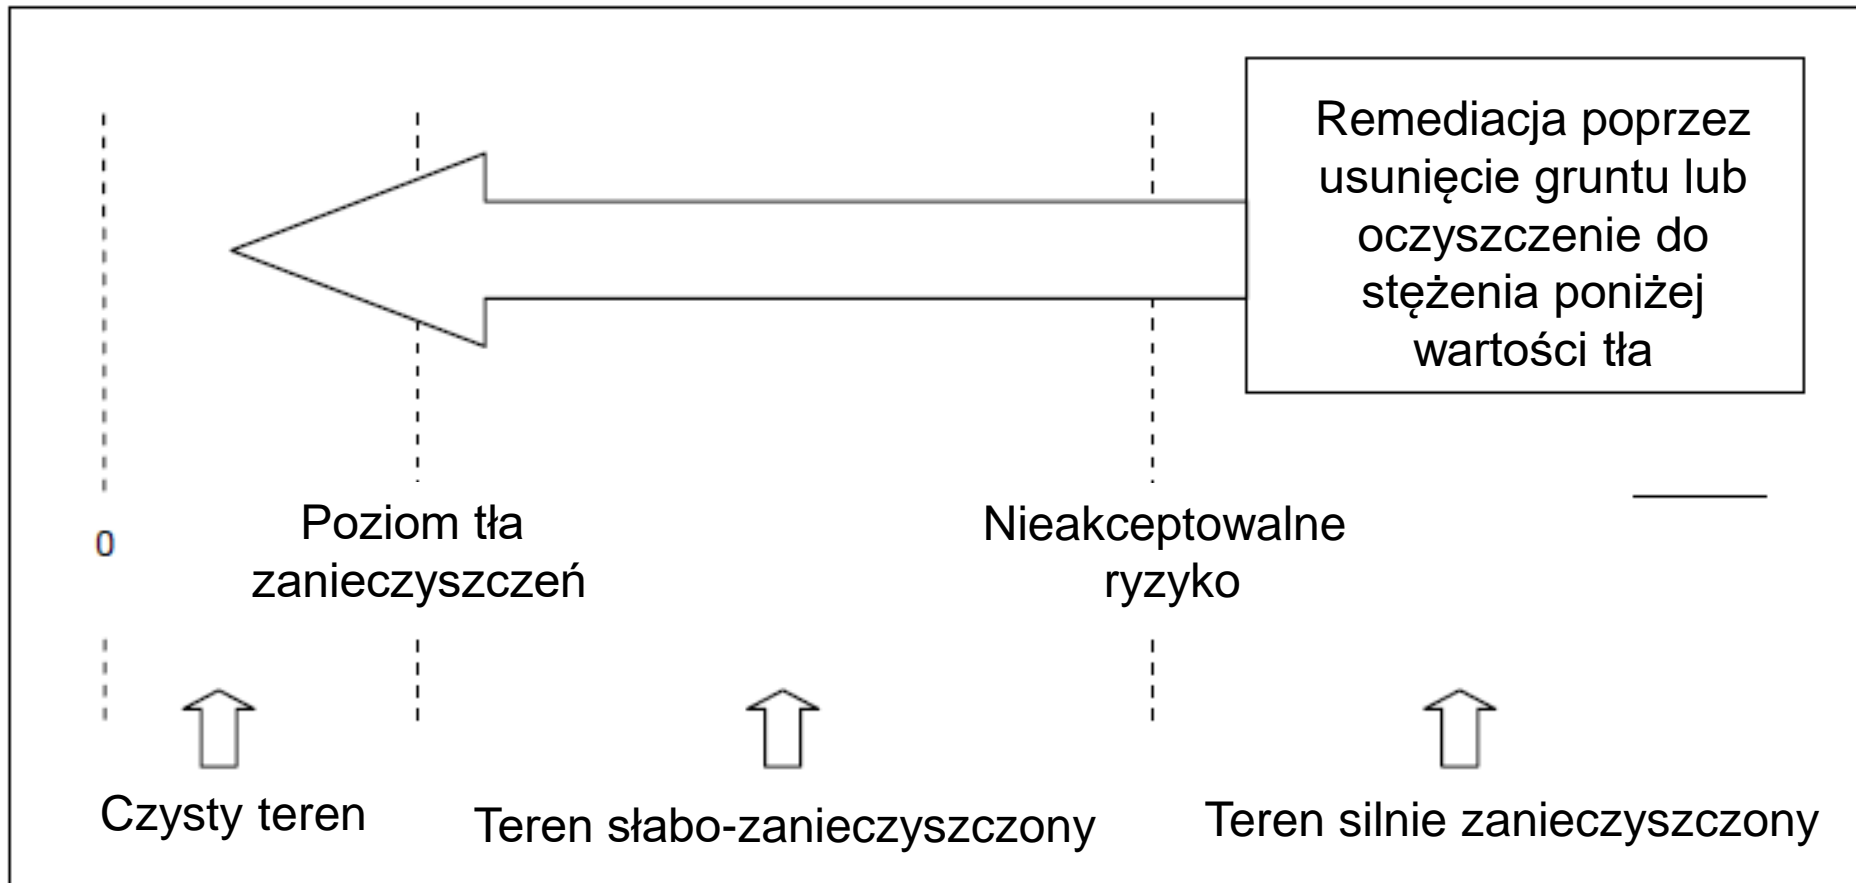 Remediacja poprzez
usunięcie gruntu lub
oczyszczenie do
stężenia poniżej
wartości tła
0
Poziom tła
zanieczyszczeń
Nieakceptowalne
ryzyko
Czysty teren
Teren słabo-zanieczyszczony
Teren silnie zanieczyszczony